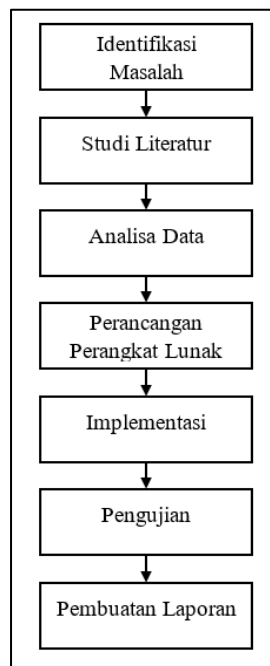 Identifikasi
Masalah
Studi Literatur
Analisa Data
Perancangan
Perangkat Lunak
Implementasi
Pengujian
Pembuatan Laporan